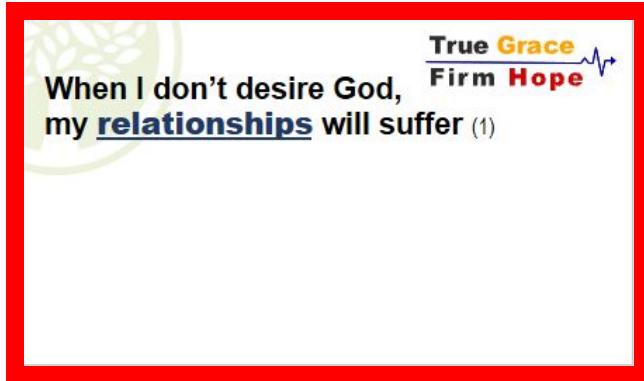 True Grace
Firm Hope
When I don't desire God,
my relationships will suffer (1)